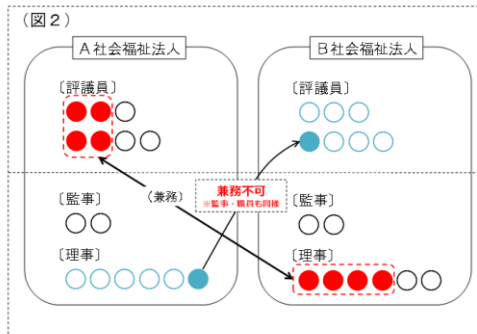 （図２）
Ａ社会福祉法人
Ｂ社会福祉法人
〔評議員〕
〔評議員〕
〔監事〕
〔監事〕
〈兼務〉
兼務不可
※監事・職員も同様
〔理事〕
〔理事〕